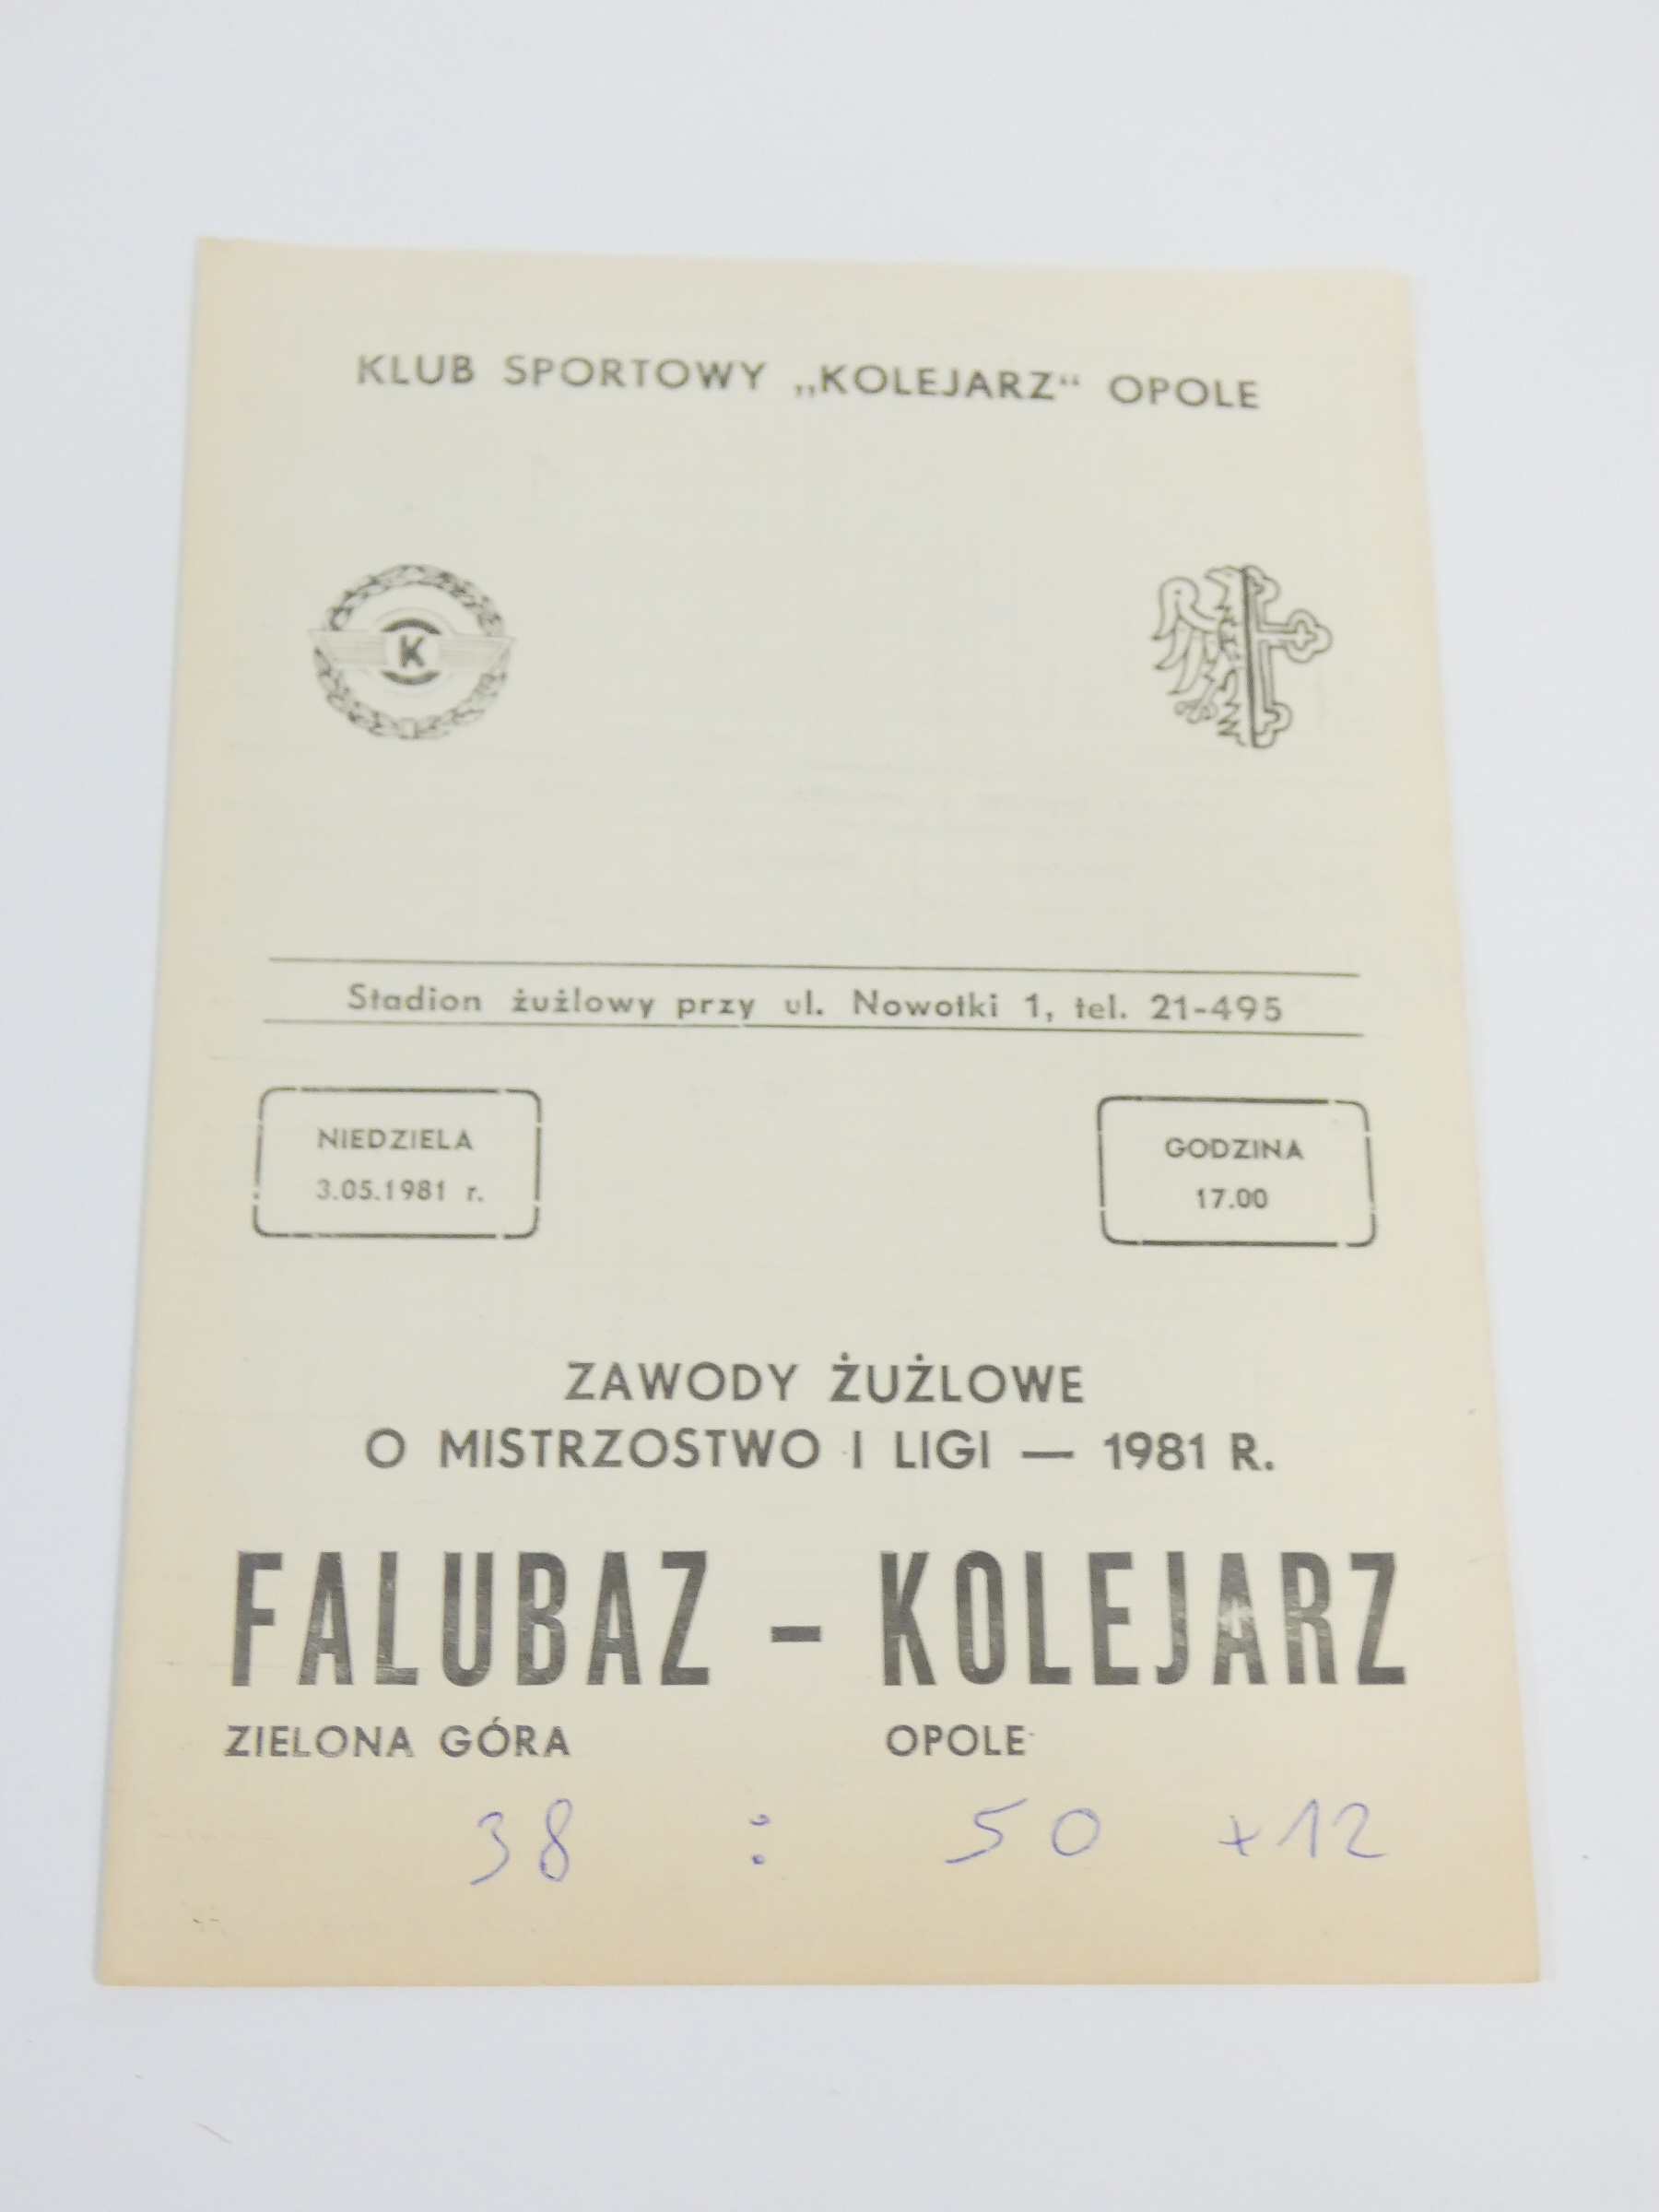 KLUB SPORTOWY „KOLEJARZ“ OPOLE
K
Stadion żużlowy przy ul. Nowotki 1, tel. 21-495
NIEDZIELA
3.05.1981 r.
GODZINA
17.00
ZAWODY ŻUŻLOWE
O MISTRZOSTWO I LIGI — 1981 R.
FALUBAZ – KOLEJARZ
ZIELONA GÓRA OPOLE
38 : 50 +12